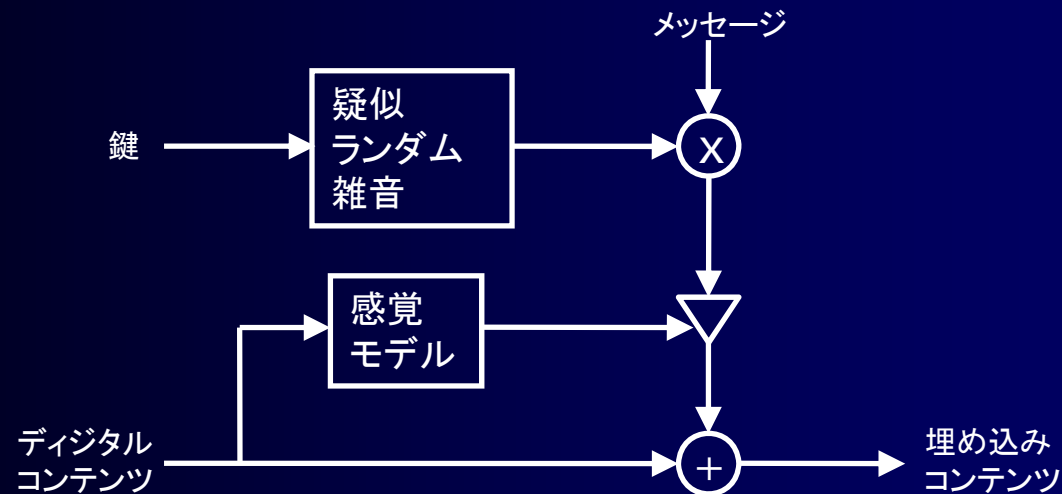 メッセージ
鍵
疑似
ランダム
雑音
x
感覚
モデル
ディジタル
コンテンツ
+
埋め込み
コンテンツ